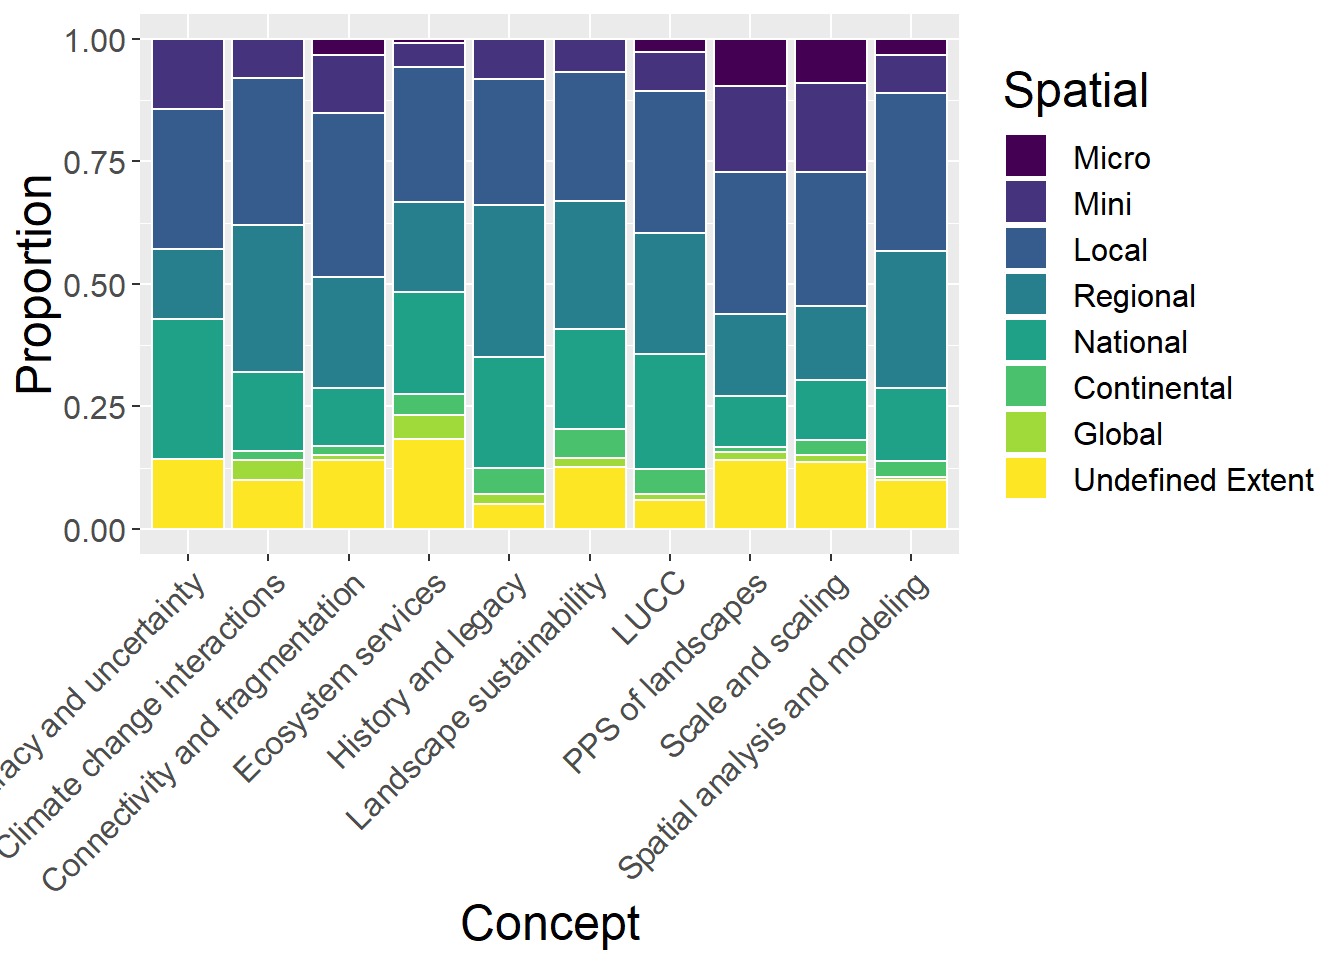 Proportion
1.00
0.75
0.50
0.25
0.00
and uncertainty
Climate change interactions
Connectivity and fragmentation
Ecosystem services
History and legacy
Landscape sustainability
LUCC
PPS of landscapes
Scale and scaling
Spatial analysis and modeling
Concept
Spatial
Micro
Mini
Local
Regional
National
Continental
Global
Undefined Extent